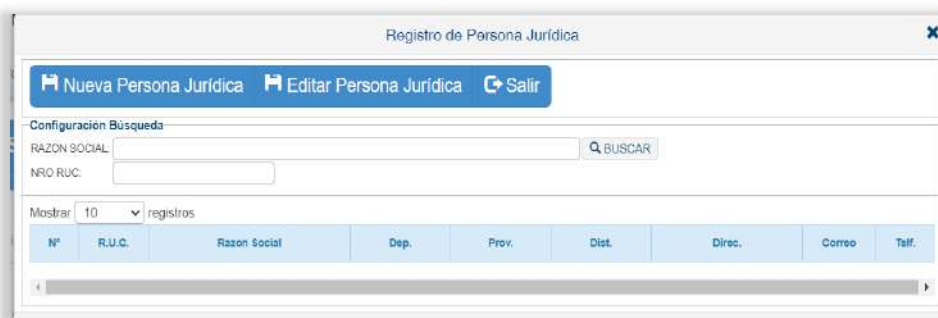 Registro de Persona Jurídica
Nueva Persona Jurídica Editar Persona Jurídica Salir
Configuración Búsqueda
RAZON SOCIAL: BUSCAR
NRO RUC:
Mostrar 10 registros
Nº R.U.C. Razon Social Dep. Prov. Dist. Direc. Correo Telf.